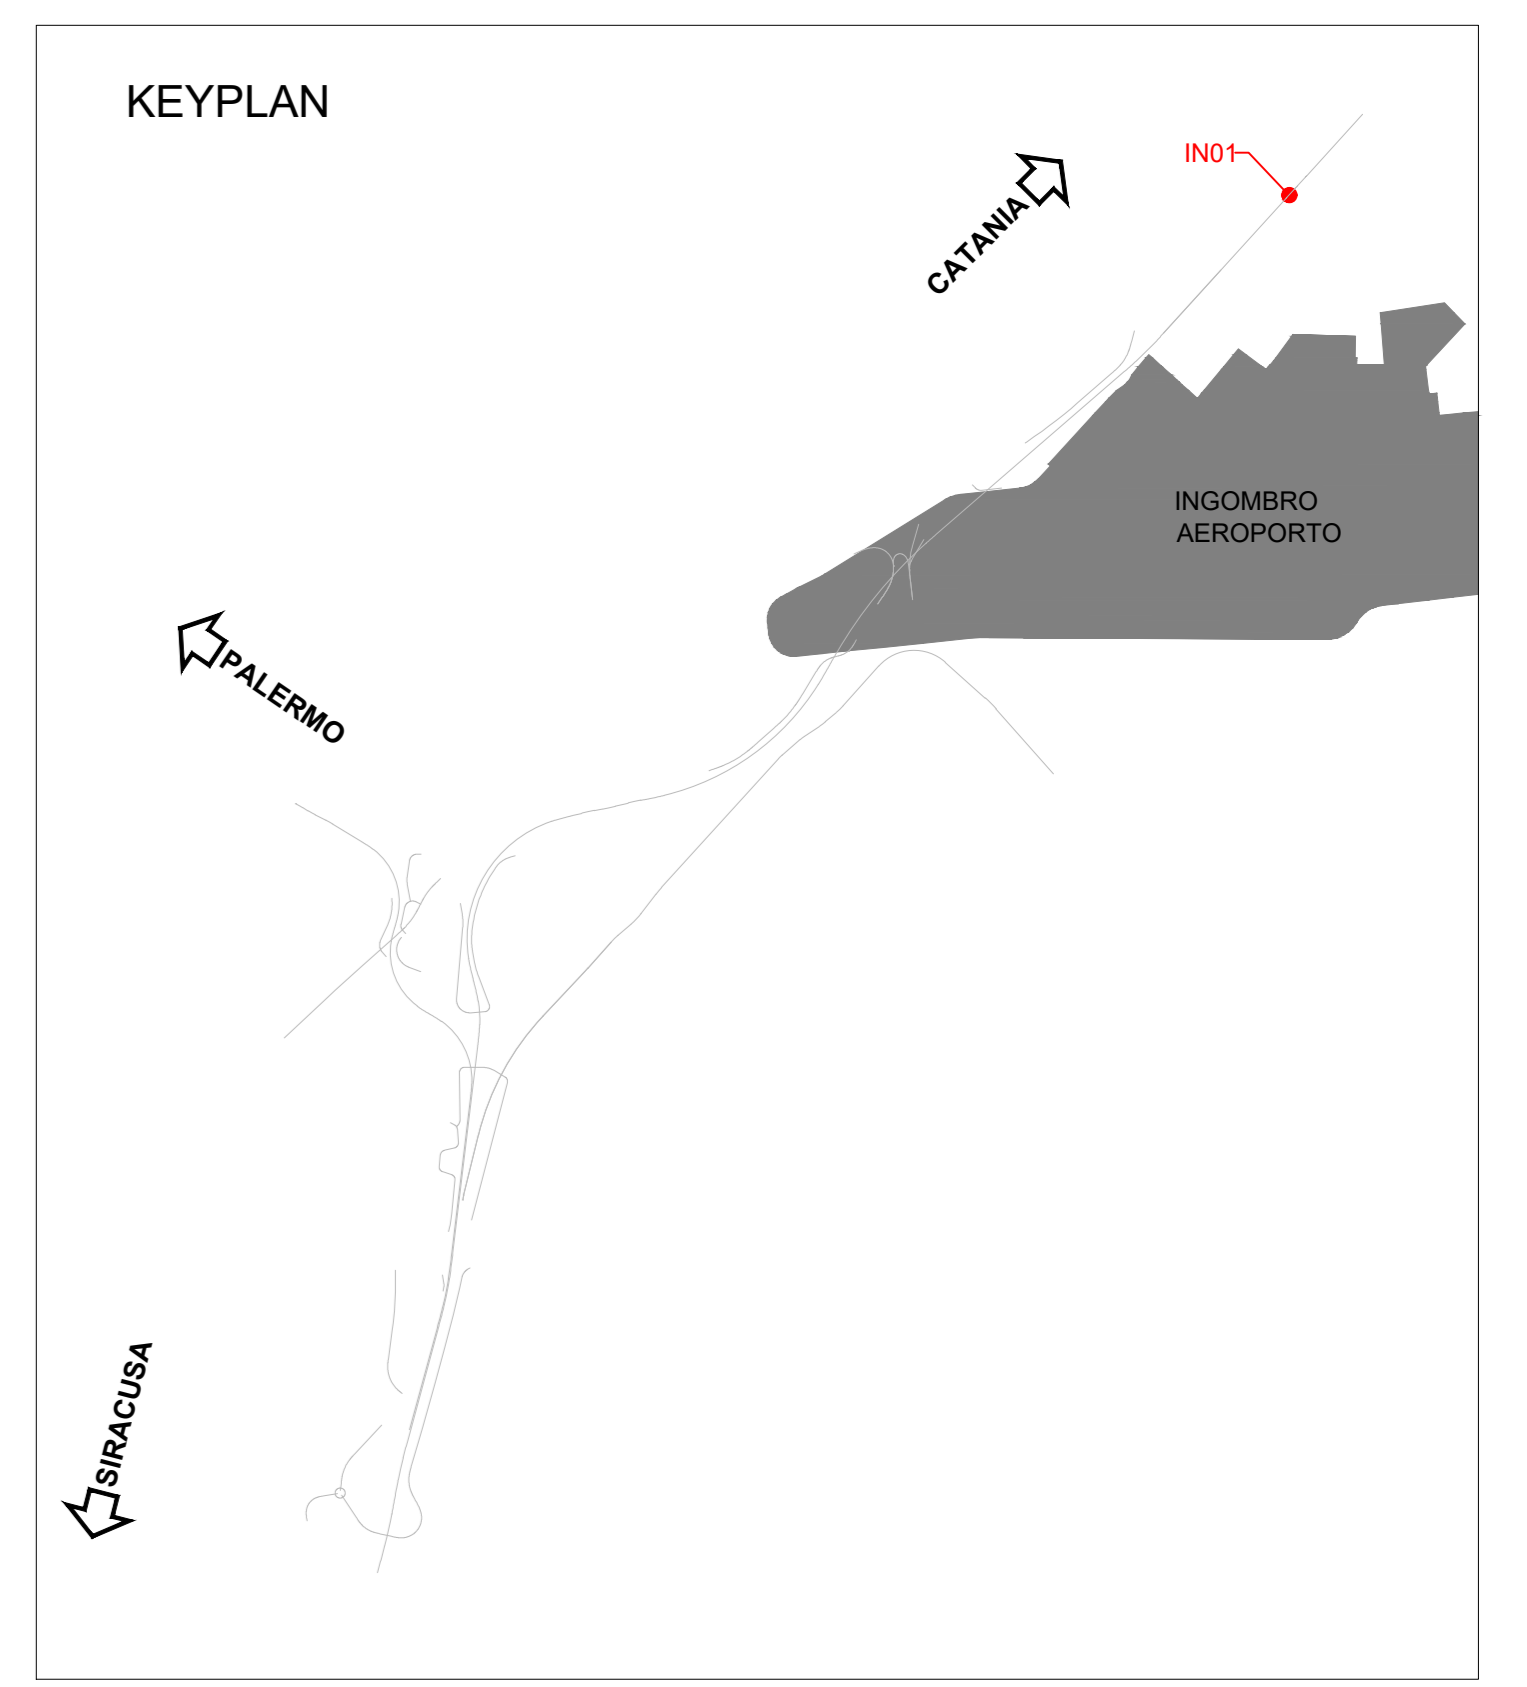 KEYPLAN
IN01
CATANIA
INGOMBRO
AEROPORTO
PALERMO
SIRACUSA